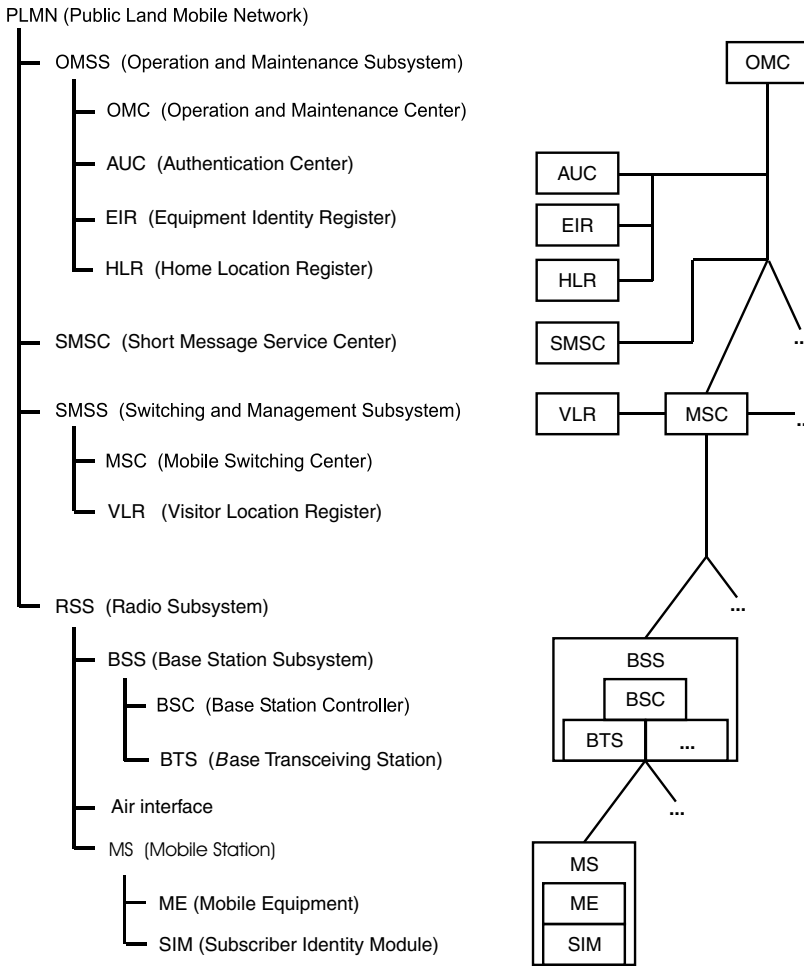 PLMN (Public Land Mobile Network)
OMSS (Operation and Maintenance Subsystem)
OMC (Operation and Maintenance Center)
AUC (Authentication Center)
EIR (Equipment Identity Register)
HLR (Home Location Register)
SMSC (Short Message Service Center)
SMSS (Switching and Management Subsystem)
MSC (Mobile Switching Center)
VLR (Visitor Location Register)
RSS (Radio Subsystem)
BSS (Base Station Subsystem)
BSC (Base Station Controller)
BTS (Base Transceiving Station)
Air interface
MS (Mobile Station)
ME (Mobile Equipment)
SIM (Subscriber Identity Module)
OMC
AUC
EIR
HLR
SMSC
...
VLR
MSC
...
...
BSS
BSC
BTS
...
...
MS
ME
SIM